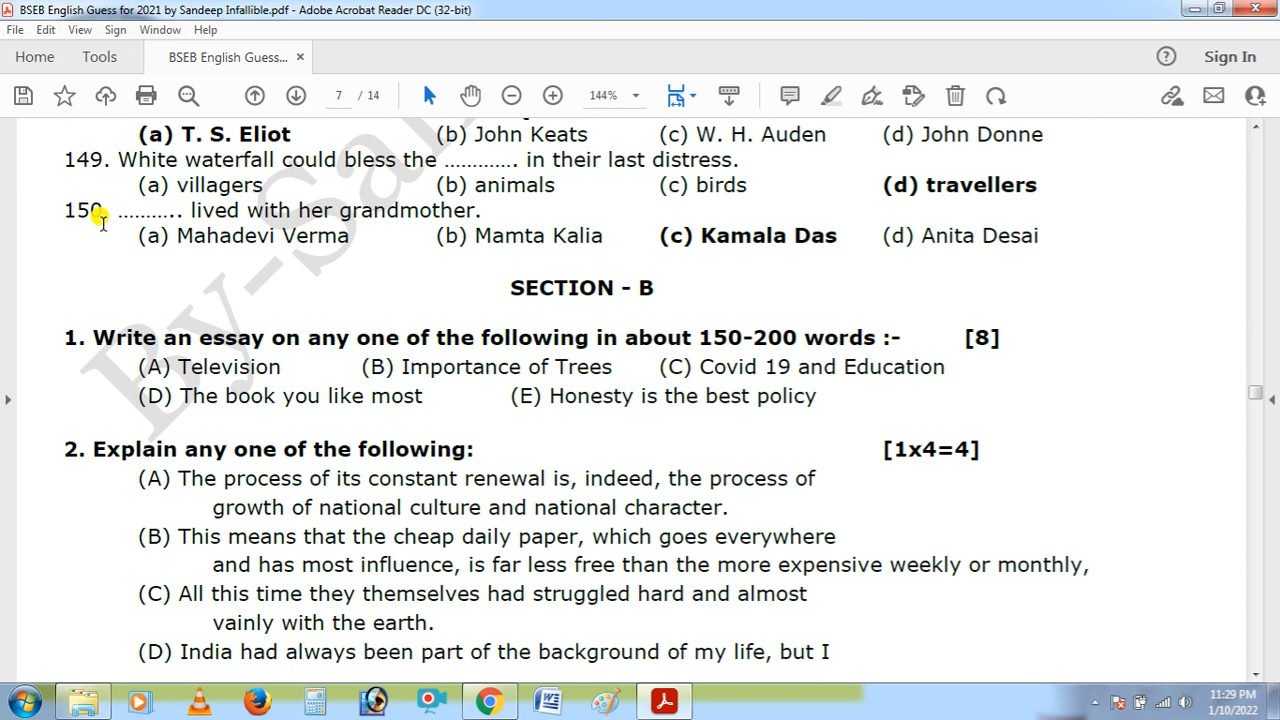 BSEB English Guess for 2021 by Sandeep Infallible.pdf - Adobe Acrobat Reader DC (32-bit)
File Edit View Sign Window Help
Home Tools BSEB English Guess... × Sign In
7 / 14 144%
(a) T. S. Eliot (b) John Keats (c) W. H. Auden (d) John Donne
149. White waterfall could bless the …………. in their last distress.
(a) villagers (b) animals (c) birds (d) travellers
150. ……….. lived with her grandmother.
(a) Mahadevi Verma (b) Mamta Kalia (c) Kamala Das (d) Anita Desai
SECTION - B
1. Write an essay on any one of the following in about 150-200 words :- [8]
(A) Television (B) Importance of Trees (C) Covid 19 and Education
(D) The book you like most (E) Honesty is the best policy
2. Explain any one of the following: [1x4=4]
(A) The process of its constant renewal is, indeed, the process of
growth of national culture and national character.
(B) This means that the cheap daily paper, which goes everywhere
and has most influence, is far less free than the more expensive weekly or monthly,
(C) All this time they themselves had struggled hard and almost
vainly with the earth.
(D) India had always been part of the background of my life, but I
By-San
11:29 PM
1/10/2022